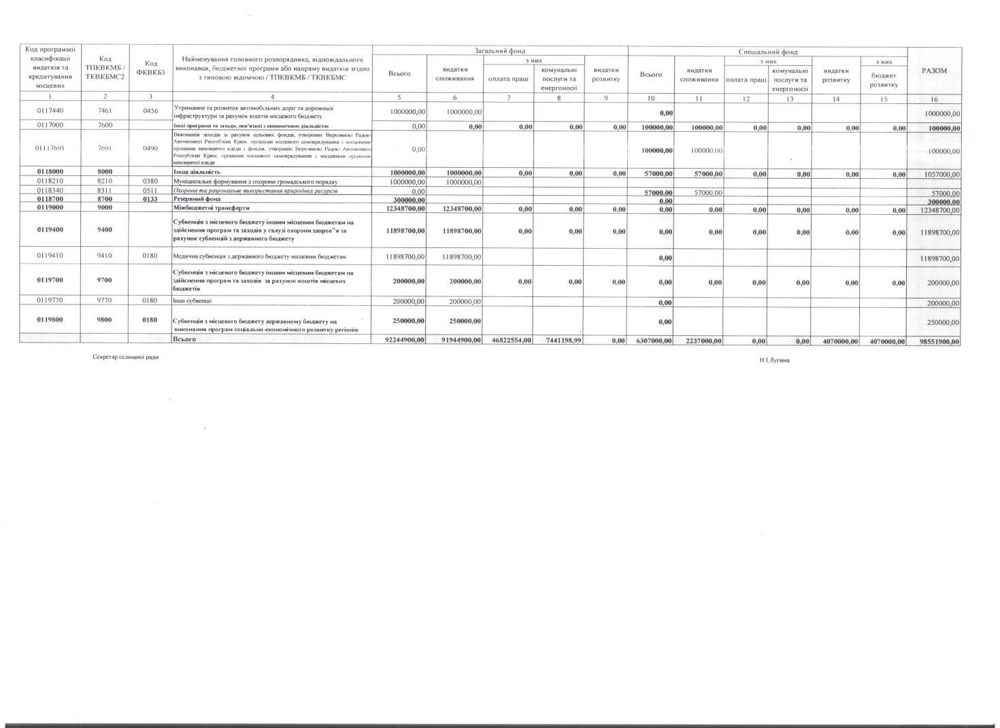 Код програмної класифікації видатків та кредитування місцевих | Код ТПКВКМБ / ТКВКБМС2 | Код ФКВКБ3 | Найменування головного розпорядника, відповідального виконавця, бюджетної програми або напряму видатків згідно з типовою відомчою / ТПКВКМБ / ТКВКБМС | Загальний фонд | Спеціальний фонд | РАЗОМ
Всього | видатки споживання | з них | видатки розвитку | Всього | видатки споживання | з них | видатки розвитку | з них
оплата праці | комунальні послуги та енергоносії | оплата праці | комунальні послуги та енергоносії | бюджет розвитку
1 | 2 | 3 | 4 | 5 | 6 | 7 | 8 | 9 | 10 | 11 | 12 | 13 | 14 | 15 | 16
0117440 | 7461 | 0456 | Утримання та розвиток автомобільних доріг та дорожньої інфраструктури за рахунок коштів місцевого бюджету | 1000000,00 | 1000000,00 | 0,00 | 1000000,00
0117000 | 7600 | Інші програми та заходи, пов'язані з економічною діяльністю | 0,00 | 0,00 | 0,00 | 0,00 | 0,00 | 100000,00 | 100000,00 | 0,00 | 0,00 | 0,00 | 0,00 | 100000,00
01117691 | 7691 | 0490 | Виконання заходів за рахунок цільових фондів, утворених Верховною Радою Автономної Республіки Крим, органами місцевого самоврядування і місцевими органами виконавчої влади і фондів, утворених Верховною Радою Автономної Республіки Крим, органами місцевого самоврядування і місцевими органами виконавчої влади | 0,00 | 100000,00 | 100000,00 | 100000,00
0118000 | 8000 | Інша діяльність | 1000000,00 | 1000000,00 | 0,00 | 0,00 | 0,00 | 57000,00 | 57000,00 | 0,00 | 0,00 | 0,00 | 0,00 | 1057000,00
0118210 | 8210 | 0380 | Муніципальні формування з охорони громадського порядку | 1000000,00 | 1000000,00
0118340 | 8311 | 0511 | Охорона та раціональне використання природних ресурсів | 0,00 | 57000,00 | 57000,00 | 57000,00
0118700 | 8700 | 0133 | Резервний фонд | 300000,00 | 0,00 | 300000,00
0119000 | 9000 | Міжбюджетні трансферти | 12348700,00 | 12348700,00 | 0,00 | 0,00 | 0,00 | 0,00 | 0,00 | 0,00 | 0,00 | 0,00 | 0,00 | 12348700,00
0119400 | 9400 | Субвенція з місцевого бюджету іншим місцевим бюджетам на здійснення програм та заходів у галузі охорони здоров"я за рахунок субвенцій з державного бюджету | 11898700,00 | 11898700,00 | 0,00 | 0,00 | 0,00 | 0,00 | 0,00 | 0,00 | 0,00 | 0,00 | 0,00 | 11898700,00
0119410 | 9410 | 0180 | Медична субвенція з державного бюджету місцевим бюджетам | 11898700,00 | 11898700,00 | 0,00 | 11898700,00
0119700 | 9700 | Субвенція з місцевого бюджету іншим місцевим бюджетам на здійснення програм та заходів за рахунок коштів місцевих бюджетів | 200000,00 | 200000,00 | 0,00 | 0,00 | 0,00 | 0,00 | 0,00 | 0,00 | 0,00 | 0,00 | 0,00 | 200000,00
0119770 | 9770 | 0180 | Інші субвенції | 200000,00 | 200000,00 | 0,00 | 200000,00
0119800 | 9800 | 0180 | Субвенція з місцевого бюджету державному бюджету на виконання програм соціально-економічного розвитку регіонів | 250000,00 | 250000,00 | 0,00 | 250000,00
Всього | 92244900,00 | 91944900,00 | 46822554,00 | 7441198,99 | 0,00 | 6307000,00 | 2237000,00 | 0,00 | 0,00 | 4070000,00 | 4070000,00 | 98551900,00
Секретар селищної ради | Н.І.Лугина